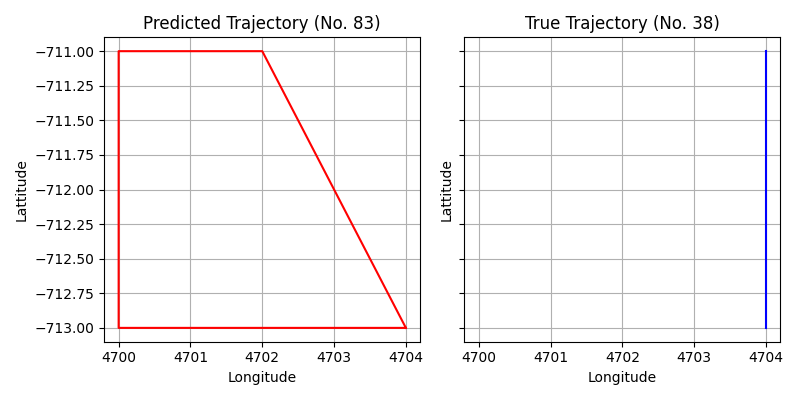 Predicted Trajectory (No. 83)
−711.00
−711.25
−711.50
−711.75
−712.00
−712.25
−712.50
−712.75
−713.00
Lattitude
4700 4701 4702 4703 4704
Longitude
True Trajectory (No. 38)
Lattitude
4700 4701 4702 4703 4704
Longitude